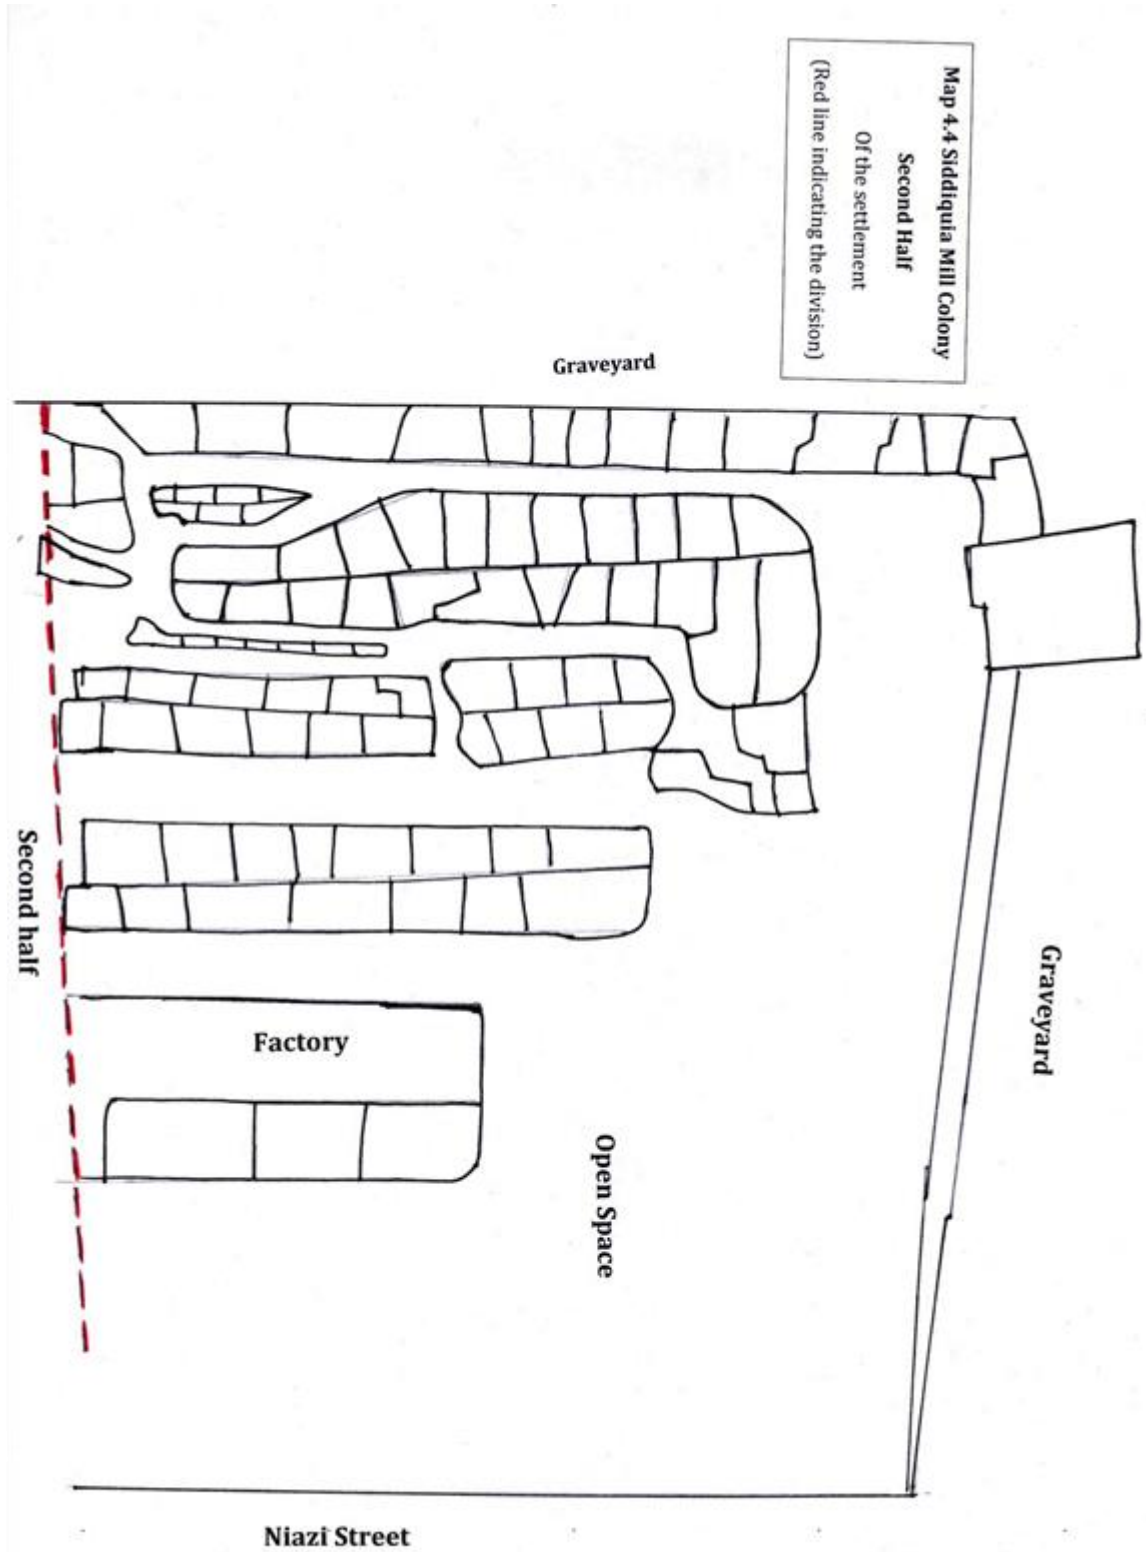 Map 4.4 Siddiquia Mill Colony
Second Half
Of the settlement
(Red line indicating the division)
Graveyard
Second half
Factory
Open Space
Graveyard
Niazi Street